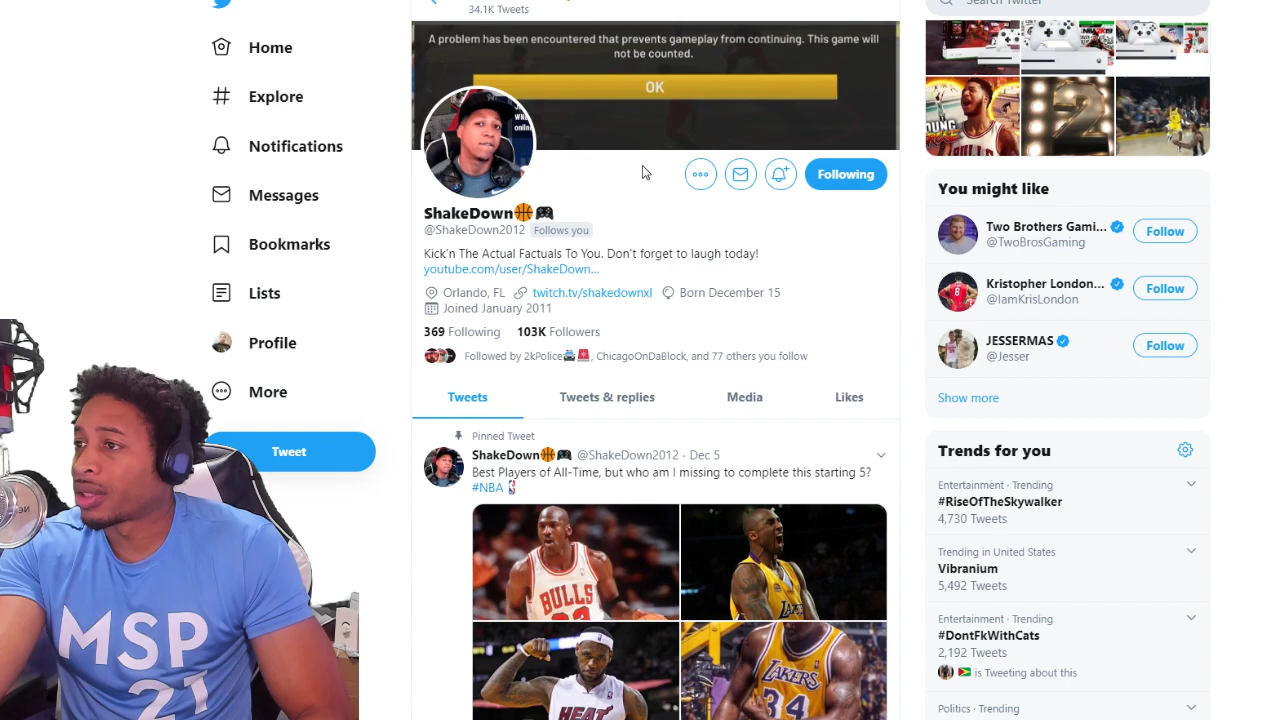 34.1K Tweets
Search Twitter
A problem has been encountered that prevents gameplay from continuing. This game will
not be counted.
OK
Home
Explore
Notifications
Messages
Bookmarks
Lists
Profile
More
Tweet
Following
ShakeDown🏀🎮
@ShakeDown2012 Follows you
Kick'n The Actual Factuals To You. Don't forget to laugh today!
youtube.com/user/ShakeDown...
Orlando, FL twitch.tv/shakedownxl Born December 15
Joined January 2011
369 Following 103K Followers
Followed by 2kPolice🚔🚨, ChicagoOnDaBlock, and 77 others you follow
Tweets Tweets & replies Media Likes
Pinned Tweet
ShakeDown🏀🎮 @ShakeDown2012 · Dec 5
Best Players of All-Time, but who am I missing to complete this starting 5?
#NBA
BULLS
LAKERS
34
HEAT
You might like
Two Brothers Gami...
@TwoBrosGaming
Follow
Kristopher London...
@IamKrisLondon
Follow
JESSERMAS
@Jesser
Follow
Show more
Trends for you
Entertainment · Trending
#RiseOfTheSkywalker
4,730 Tweets
Trending in United States
Vibranium
5,492 Tweets
Entertainment · Trending
#DontFkWithCats
2,192 Tweets
is Tweeting about this
Politics · Trending
MSP
21